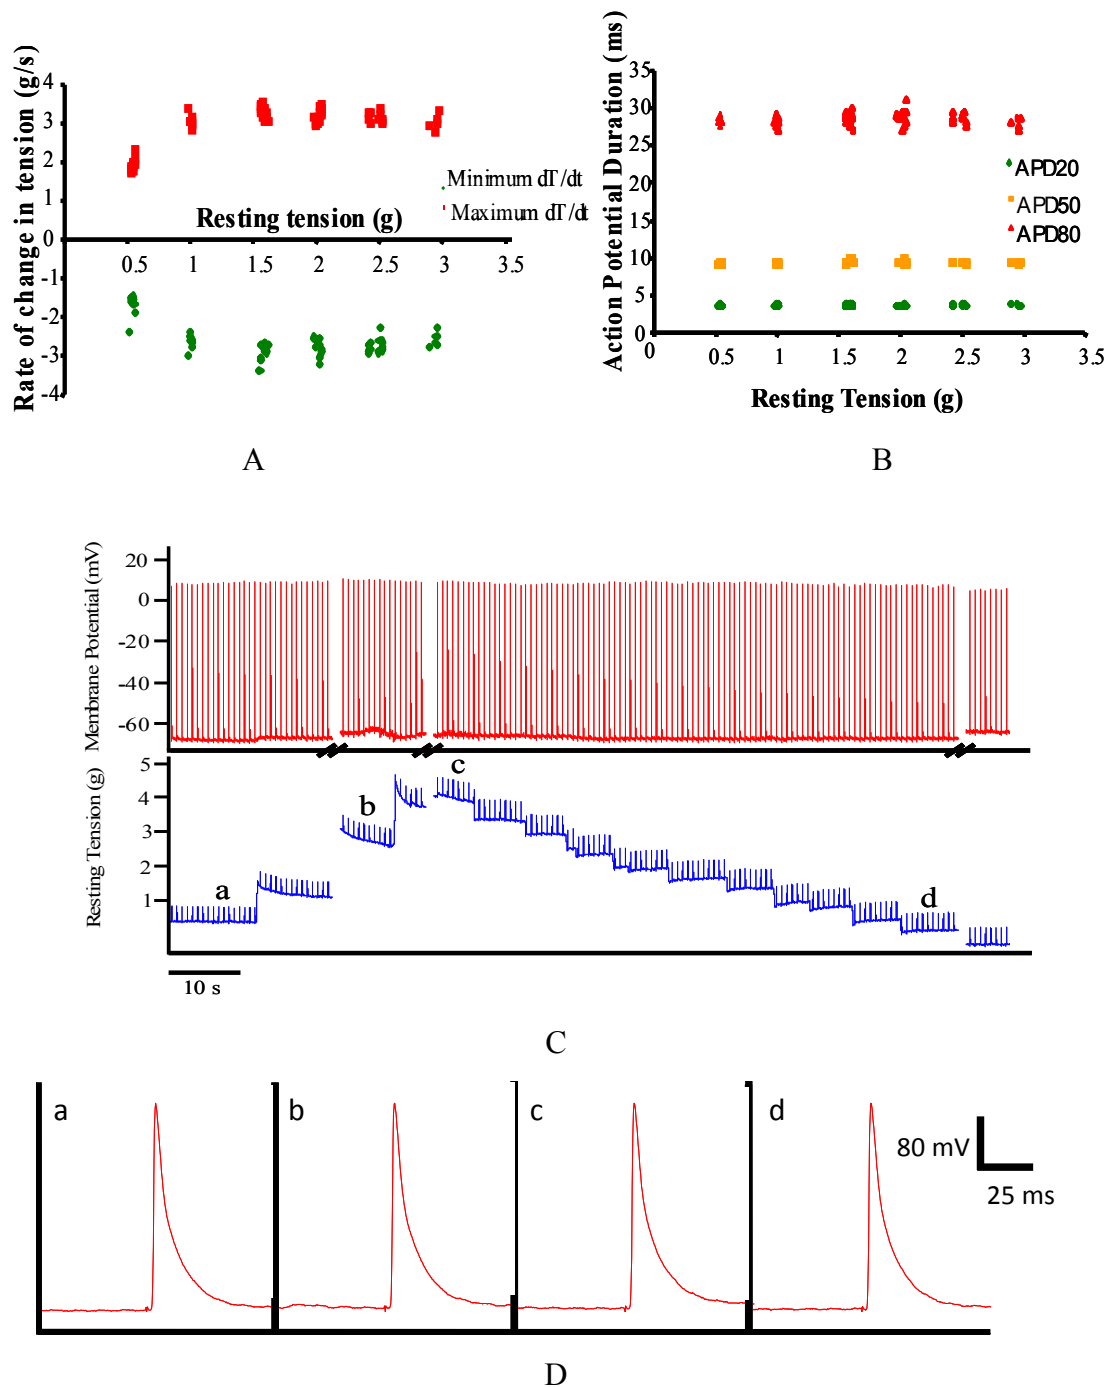 Rate of change in tension (g/s)
4
3
2
1
0
-1
-2
-3
-4
Resting tension (g)
0.5 1 1.5 2 2.5 3 3.5
Minimum dT/dt
Maximum dT/dt
A
Action Potential Duration (ms)
35
30
25
20
15
10
5
0
0 0.5 1 1.5 2 2.5 3 3.5
Resting Tension (g)
APD20
APD50
APD80
B
Membrane Potential (mV)
20
0
-20
-40
-60
Resting Tension (g)
5
4
3
2
1
a
b
c
d
10 s
C
a
b
c
d
80 mV
25 ms
D